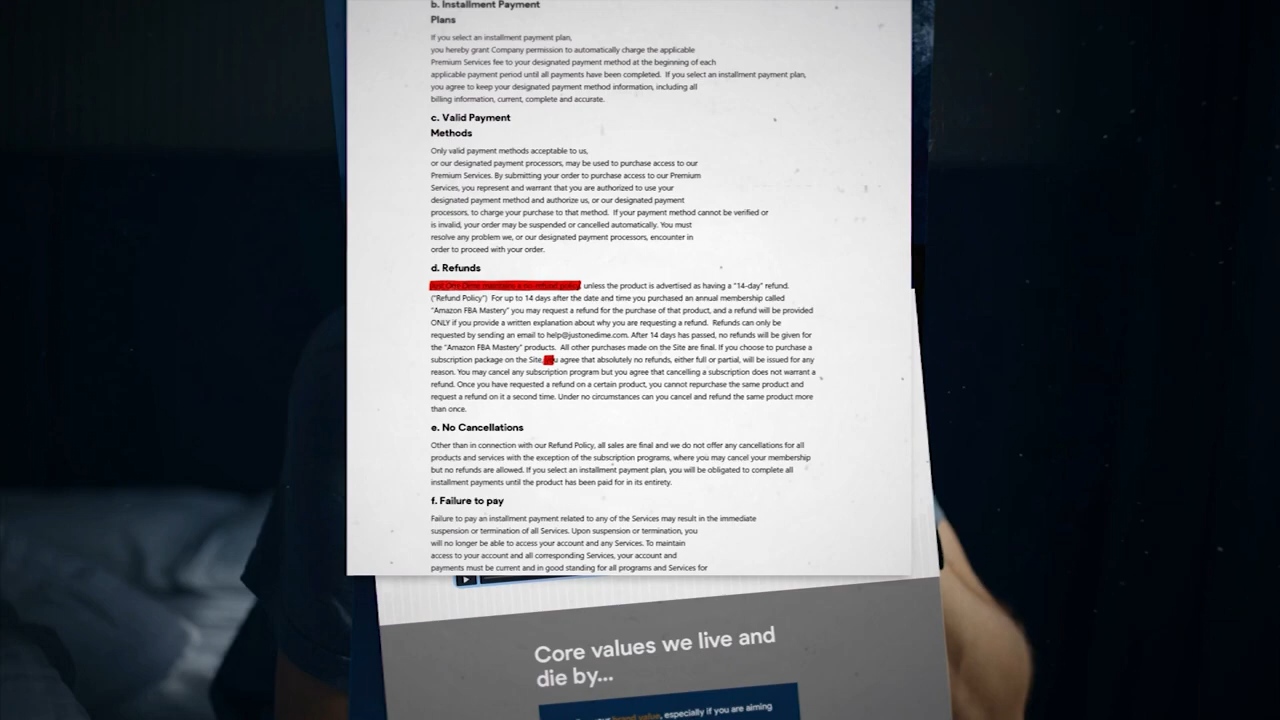 b. Installment Payment
Plans
If you select an installment payment plan,
you hereby grant Company permission to automatically charge the applicable
Premium Services fee to your designated payment method at the beginning of each
applicable payment period until all payments have been completed. If you select an installment payment plan,
you agree to keep your designated payment method information, including all
billing information, current, complete and accurate.
c. Valid Payment
Methods
Only valid payment methods acceptable to us,
or our designated payment processors, may be used to purchase access to our
Premium Services. By submitting your order to purchase access to our Premium
Services, you represent and warrant that you are authorized to use your
designated payment method and authorize us, or our designated payment
processors, to charge your purchase to that method. If your payment method cannot be verified or
is invalid, your order may be suspended or cancelled automatically. You must
resolve any problem we, or our designated payment processors, encounter in
order to proceed with your order.
d. Refunds
Just One Dime maintains a no-refund policy, unless the product is advertised as having a "14-day" refund.
("Refund Policy") For up to 14 days after the date and time you purchased an annual membership called
"Amazon FBA Mastery" you may request a refund for the purchase of that product, and a refund will be provided
ONLY if you provide a written explanation about why you are requesting a refund. Refunds can only be
requested by sending an email to help@justonedime.com. After 14 days has passed, no refunds will be given for
the "Amazon FBA Mastery" products. All other purchases made on the Site are final. If you choose to purchase a
subscription package on the Site, you agree that absolutely no refunds, either full or partial, will be issued for any
reason. You may cancel any subscription program but you agree that cancelling a subscription does not warrant a
refund. Once you have requested a refund on a certain product, you cannot repurchase the same product and
request a refund on it a second time. Under no circumstances can you cancel and refund the same product more
than once.
e. No Cancellations
Other than in connection with our Refund Policy, all sales are final and we do not offer any cancellations for all
products and services with the exception of the subscription programs, where you may cancel your membership
but no refunds are allowed. If you select an installment payment plan, you will be obligated to complete all
installment payments until the product has been paid for in its entirety.
f. Failure to pay
Failure to pay an installment payment related to any of the Services may result in the immediate
suspension or termination of all Services. Upon suspension or termination, you
will no longer be able to access your account and any Services. To maintain
access to your account and all corresponding Services, your account and
payments must be current and in good standing for all programs and Services for
Core values we live and
die by...
your brand value, especially if you are aiming